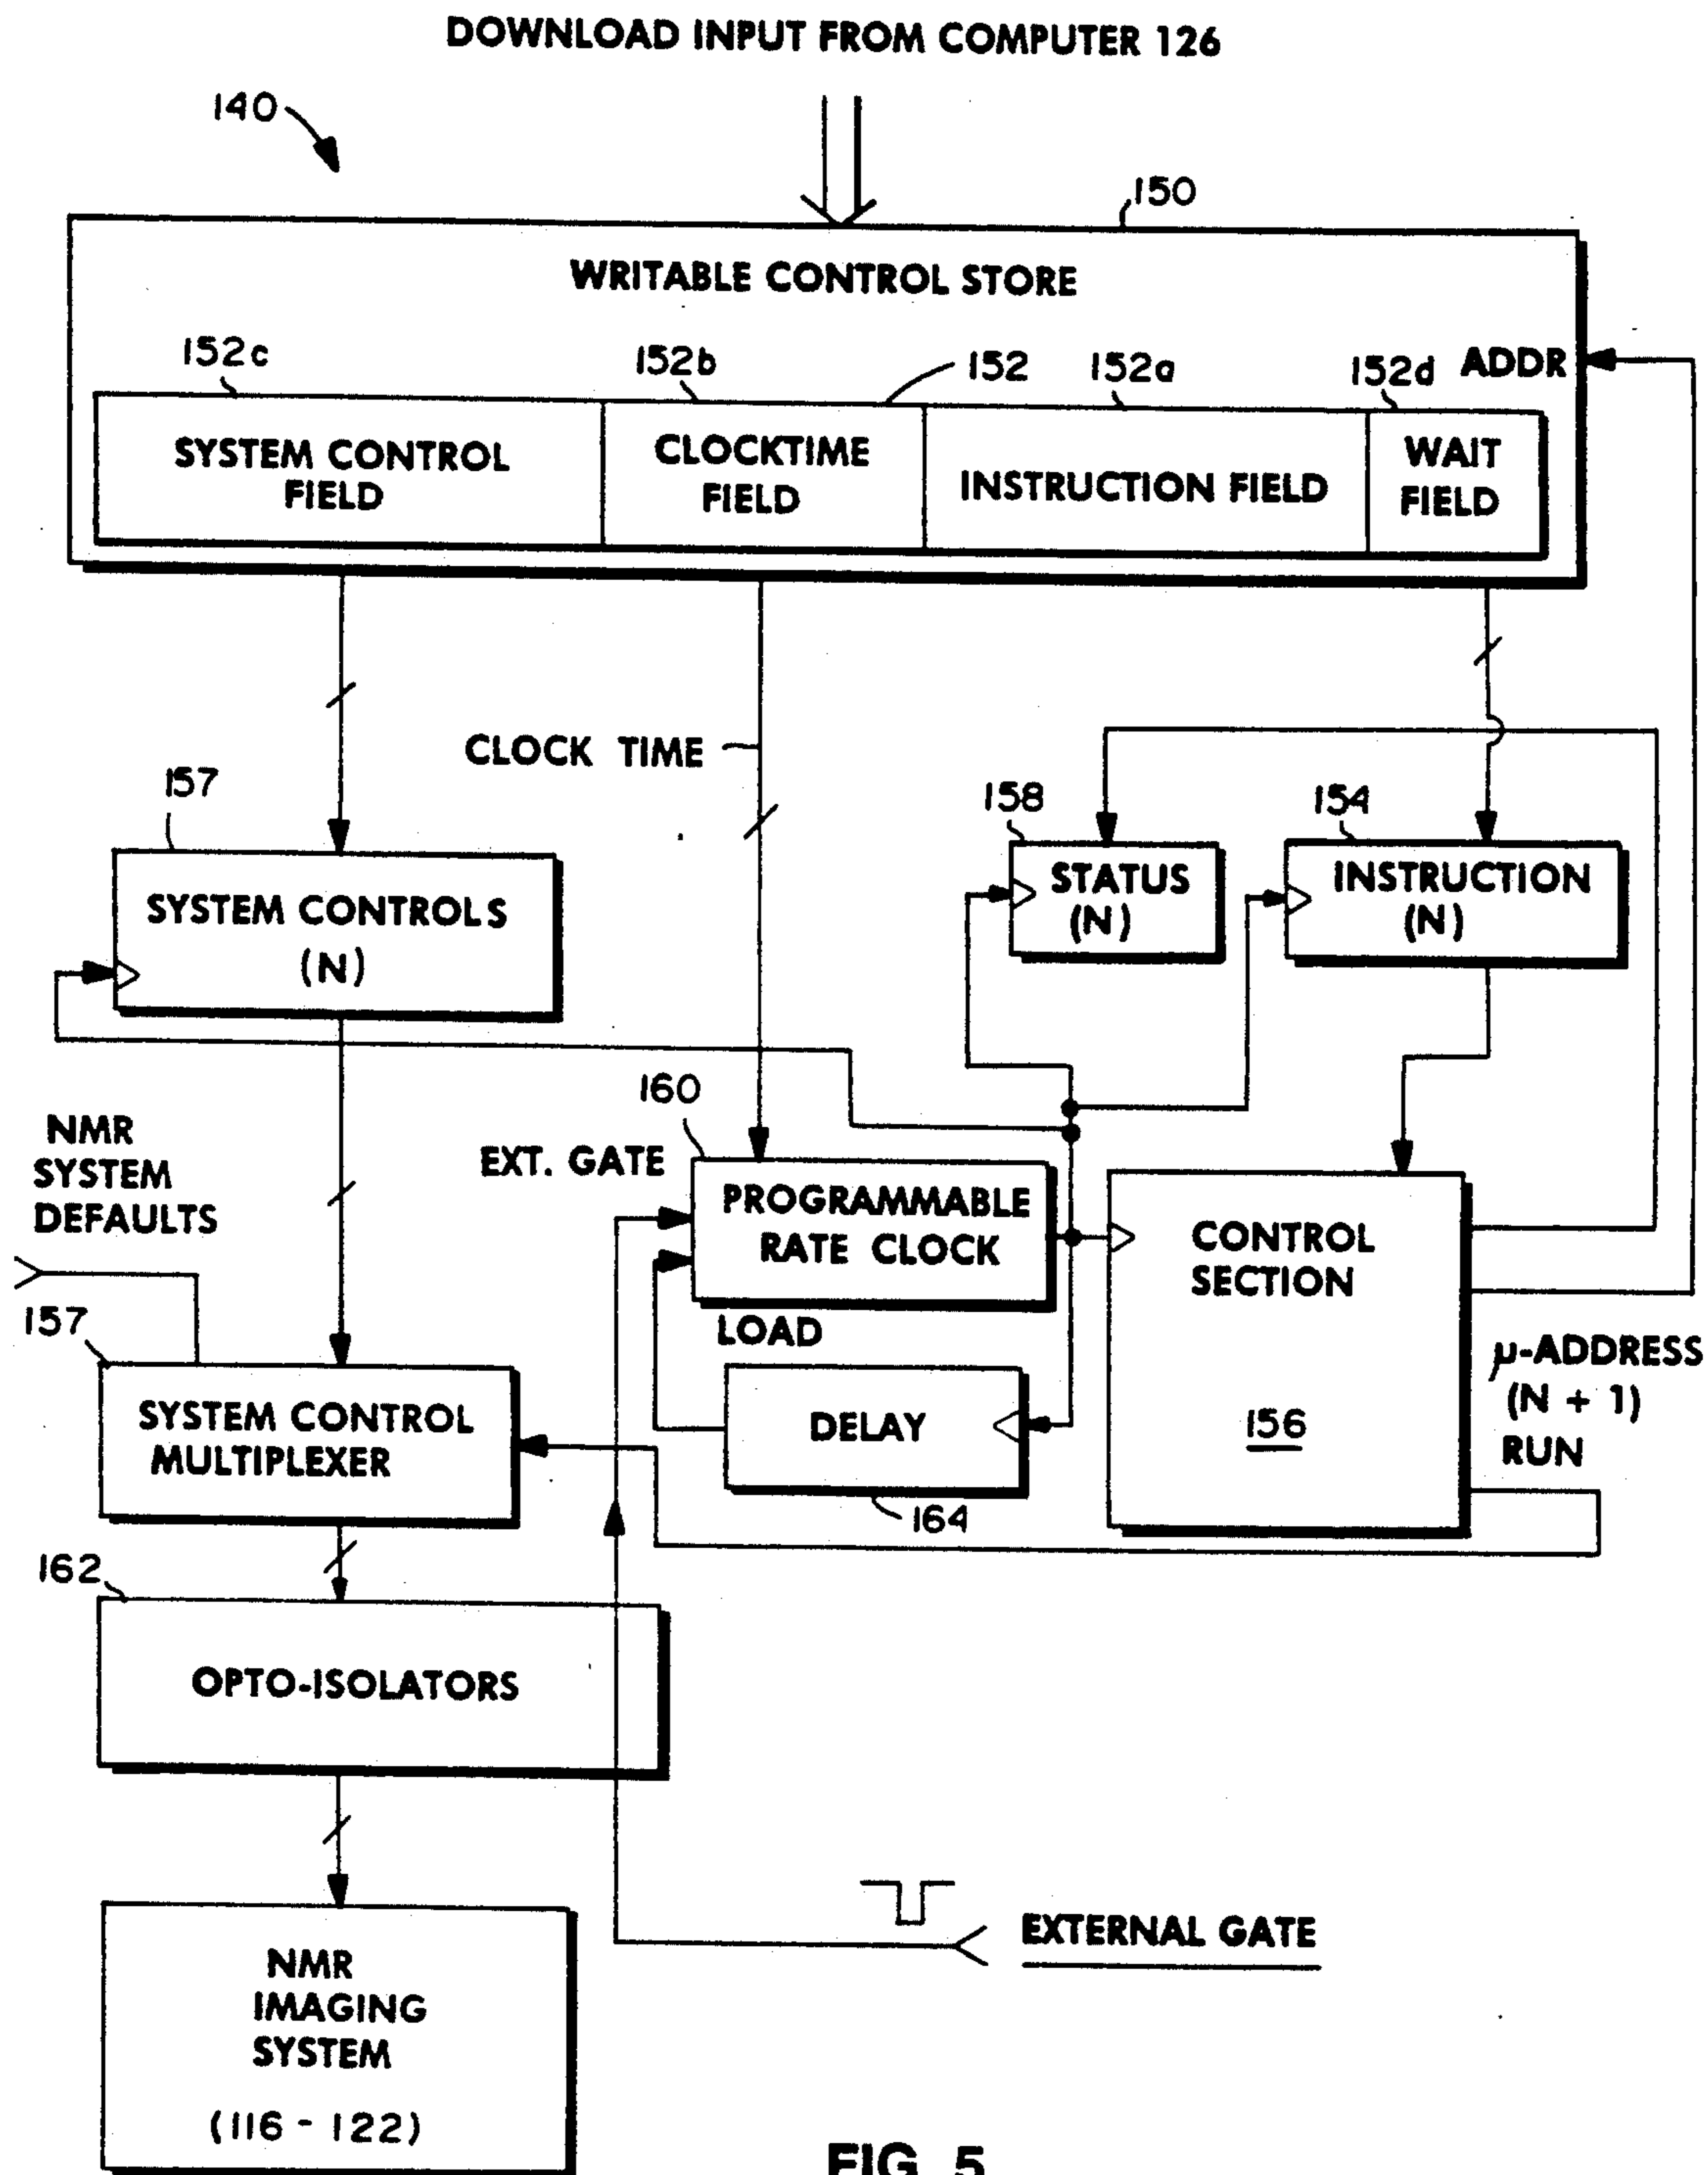 DOWNLOAD INPUT FROM COMPUTER 126
140
150
WRITABLE CONTROL STORE
152c
152b
152
152a
152d
ADDR
SYSTEM CONTROL
FIELD
CLOCKTIME
FIELD
INSTRUCTION FIELD
WAIT
FIELD
CLOCK TIME
157
SYSTEM CONTROLS
(N)
158
STATUS
(N)
154
INSTRUCTION
(N)
160
NMR
SYSTEM
DEFAULTS
EXT. GATE
PROGRAMMABLE
RATE CLOCK
LOAD
CONTROL
SECTION
156
μ-ADDRESS
(N + 1)
RUN
157
SYSTEM CONTROL
MULTIPLEXER
DELAY
164
162
OPTO-ISOLATORS
EXTERNAL GATE
NMR
IMAGING
SYSTEM
(116 - 122)
FIG. 5